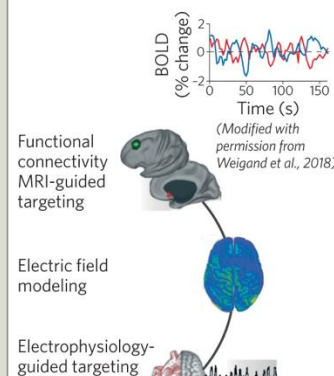 BOLD
(% change)
2
0
-2
0 50 100 150
Time (s)
(Modified with
permission from
Weigand et al., 2018)
Functional
connectivity
MRI-guided
targeting
Electric field
modeling
Electrophysiology-
guided targeting